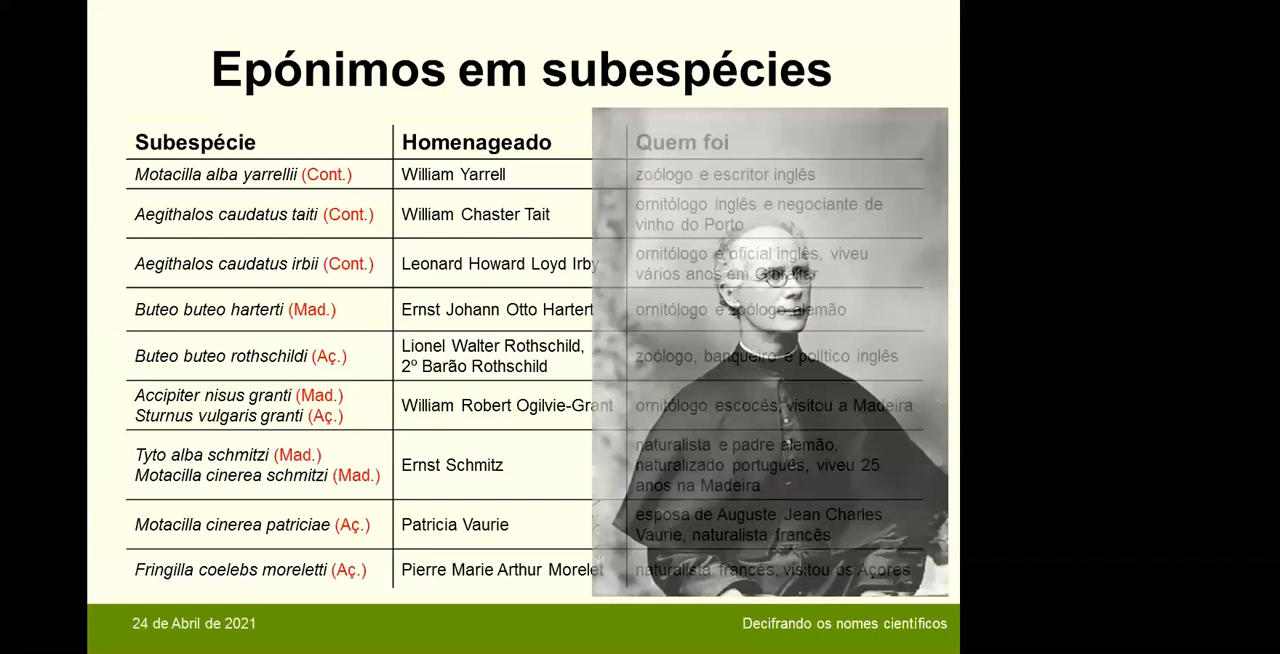 Epónimos em subespécies
Subespécie Homenageado Quem foi
Motacilla alba yarrellii (Cont.) William Yarrell zoólogo e escritor inglês
Aegithalos caudatus taiti (Cont.) William Chaster Tait ornitólogo inglês e negociante de
vinho do Porto
Aegithalos caudatus irbii (Cont.) Leonard Howard Loyd Irby ornitólogo e oficial inglês, viveu
vários anos em Gibraltar
Buteo buteo harterti (Mad.) Ernst Johann Otto Hartert ornitólogo e zoólogo alemão
Buteo buteo rothschildi (Aç.) Lionel Walter Rothschild,
2º Barão Rothschild zoólogo, banqueiro e político inglês
Accipiter nisus granti (Mad.)
Sturnus vulgaris granti (Aç.) William Robert Ogilvie-Grant ornitólogo escocês, visitou a Madeira
Tyto alba schmitzi (Mad.)
Motacilla cinerea schmitzi (Mad.) Ernst Schmitz naturalista e padre alemão,
naturalizado português, viveu 25
anos na Madeira
Motacilla cinerea patriciae (Aç.) Patricia Vaurie esposa de Auguste Jean Charles
Vaurie, naturalista francês
Fringilla coelebs moreletti (Aç.) Pierre Marie Arthur Morelet naturalista francês, visitou os Açores
24 de Abril de 2021 Decifrando os nomes científicos